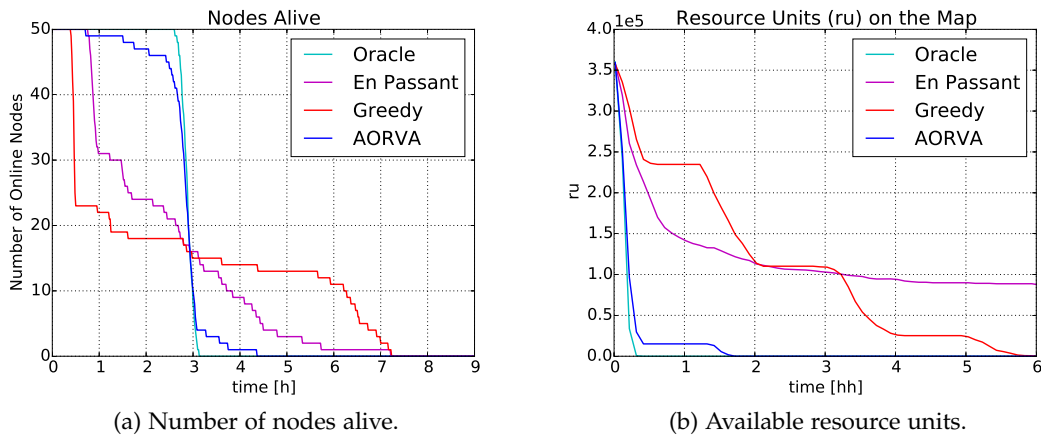 Nodes Alive
Number of Online Nodes
50
40
30
20
10
0
0 1 2 3 4 5 6 7 8 9
time [h]
Oracle
En Passant
Greedy
AORVA
(a) Number of nodes alive.
Resource Units (ru) on the Map
ru
4.0 1e5
3.5
3.0
2.5
2.0
1.5
1.0
0.5
0.0
0 1 2 3 4 5 6
time [hh]
Oracle
En Passant
Greedy
AORVA
(b) Available resource units.